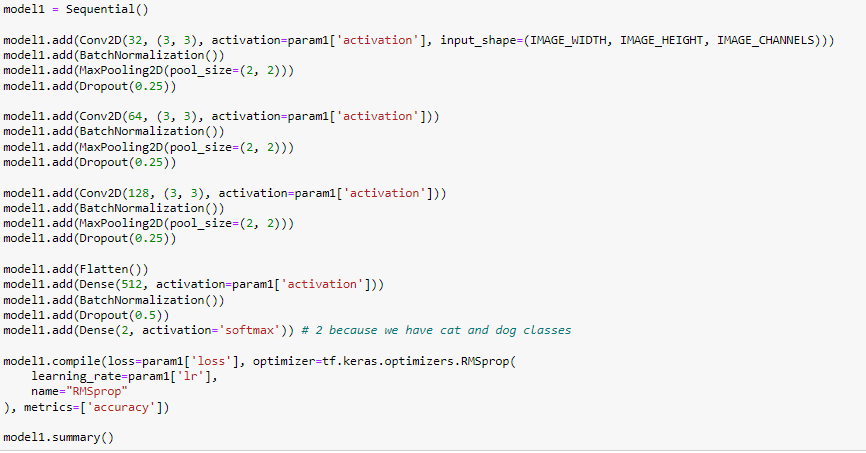 model1 = Sequential()
model1.add(Conv2D(32, (3, 3), activation=param1['activation'], input_shape=(IMAGE_WIDTH, IMAGE_HEIGHT, IMAGE_CHANNELS)))
model1.add(BatchNormalization())
model1.add(MaxPooling2D(pool_size=(2, 2)))
model1.add(Dropout(0.25))
model1.add(Conv2D(64, (3, 3), activation=param1['activation']))
model1.add(BatchNormalization())
model1.add(MaxPooling2D(pool_size=(2, 2)))
model1.add(Dropout(0.25))
model1.add(Conv2D(128, (3, 3), activation=param1['activation']))
model1.add(BatchNormalization())
model1.add(MaxPooling2D(pool_size=(2, 2)))
model1.add(Dropout(0.25))
model1.add(Flatten())
model1.add(Dense(512, activation=param1['activation']))
model1.add(BatchNormalization())
model1.add(Dropout(0.5))
model1.add(Dense(2, activation='softmax')) # 2 because we have cat and dog classes
model1.compile(loss=param1['loss'], optimizer=tf.keras.optimizers.RMSprop(
    learning_rate=param1['lr'],
    name="RMSprop"
), metrics=['accuracy'])
model1.summary()